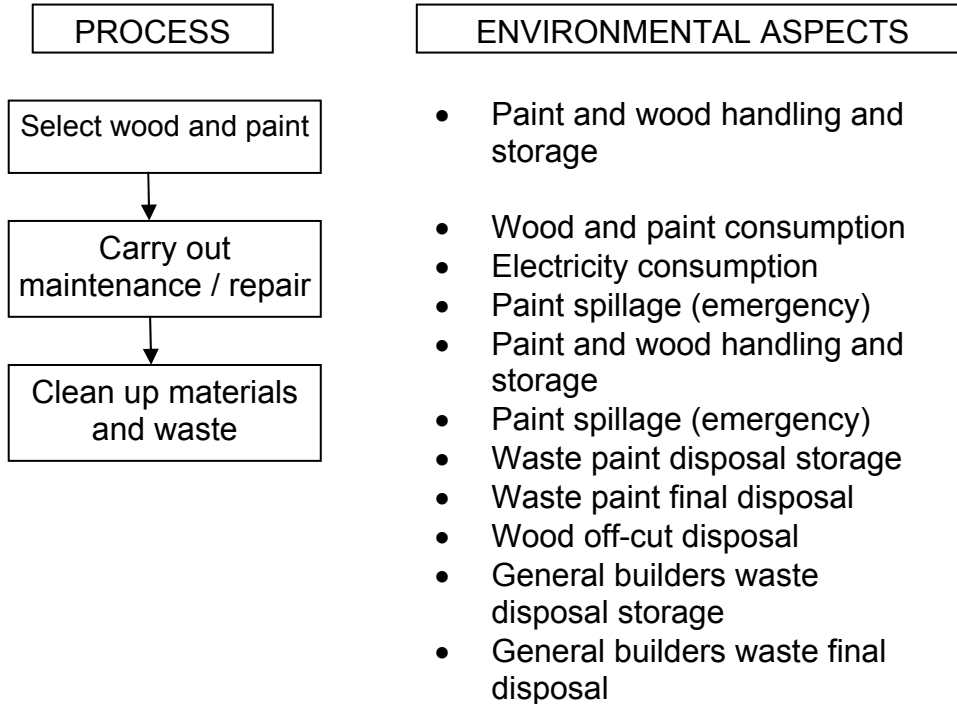 PROCESS
ENVIRONMENTAL ASPECTS
Select wood and paint
Carry out
maintenance / repair
Clean up materials
and waste
• Paint and wood handling and
storage
• Wood and paint consumption
• Electricity consumption
• Paint spillage (emergency)
• Paint and wood handling and
storage
• Paint spillage (emergency)
• Waste paint disposal storage
• Waste paint final disposal
• Wood off-cut disposal
• General builders waste
disposal storage
• General builders waste final
disposal